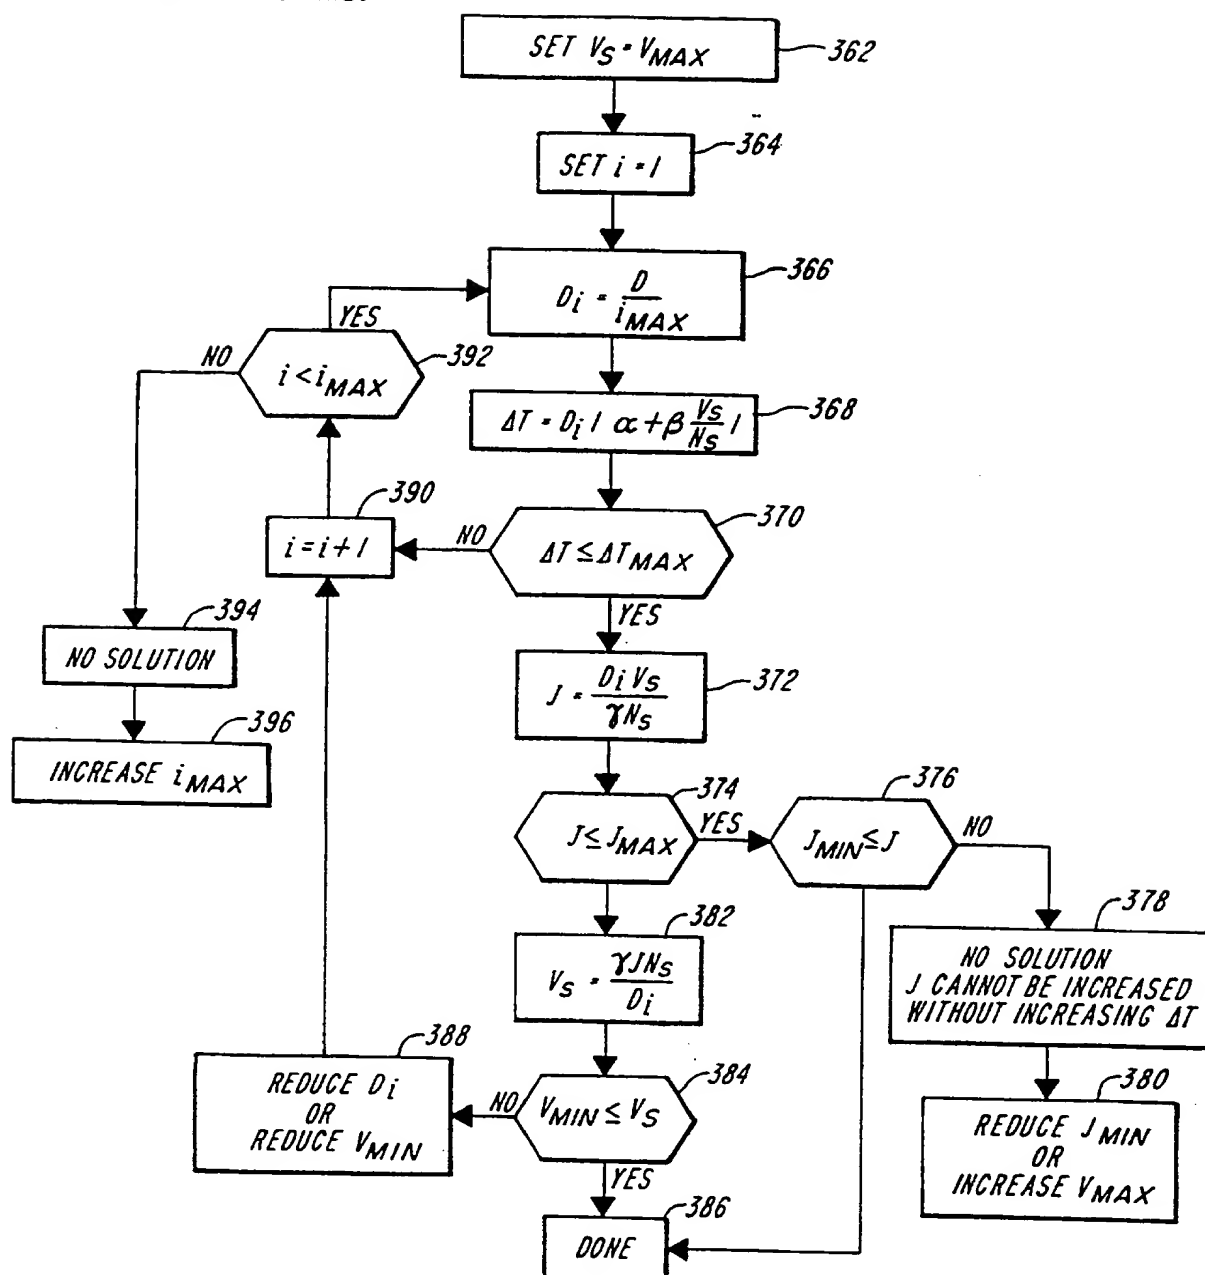 SET V_S = V_MAX
362
SET i = 1
364
D_i = D / i_MAX
366
YES
NO
i < i_MAX
392
ΔT = D_i | α + β V_S / N_S |
368
390
i = i + 1
NO
ΔT ≤ ΔT_MAX
370
YES
394
NO SOLUTION
J = D_i V_S / γN_S
372
396
INCREASE i_MAX
374
J ≤ J_MAX
YES
376
J_MIN ≤ J
NO
382
V_S = γJN_S / D_i
378
NO SOLUTION
J CANNOT BE INCREASED
WITHOUT INCREASING ΔT
388
REDUCE D_i
OR
REDUCE V_MIN
NO
V_MIN ≤ V_S
384
YES
380
REDUCE J_MIN
OR
INCREASE V_MAX
386
DONE